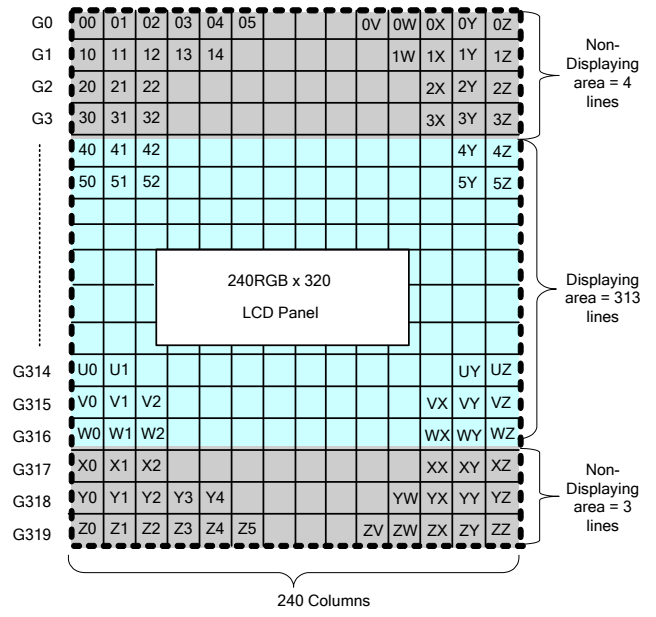 G0 00 01 02 03 04 05 0V 0W 0X 0Y 0Z
G1 10 11 12 13 14 1W 1X 1Y 1Z
G2 20 21 22 2X 2Y 2Z
G3 30 31 32 3X 3Y 3Z
Non-
Displaying
area = 4
lines
40 41 42 4Y 4Z
50 51 52 5Y 5Z
240RGB x 320
LCD Panel
Displaying
area = 313
lines
G314 U0 U1 UY UZ
G315 V0 V1 V2 VX VY VZ
G316 W0 W1 W2 WX WY WZ
G317 X0 X1 X2 XX XY XZ
G318 Y0 Y1 Y2 Y3 Y4 YW YX YY YZ
G319 Z0 Z1 Z2 Z3 Z4 Z5 ZV ZW ZX ZY ZZ
Non-
Displaying
area = 3
lines
240 Columns